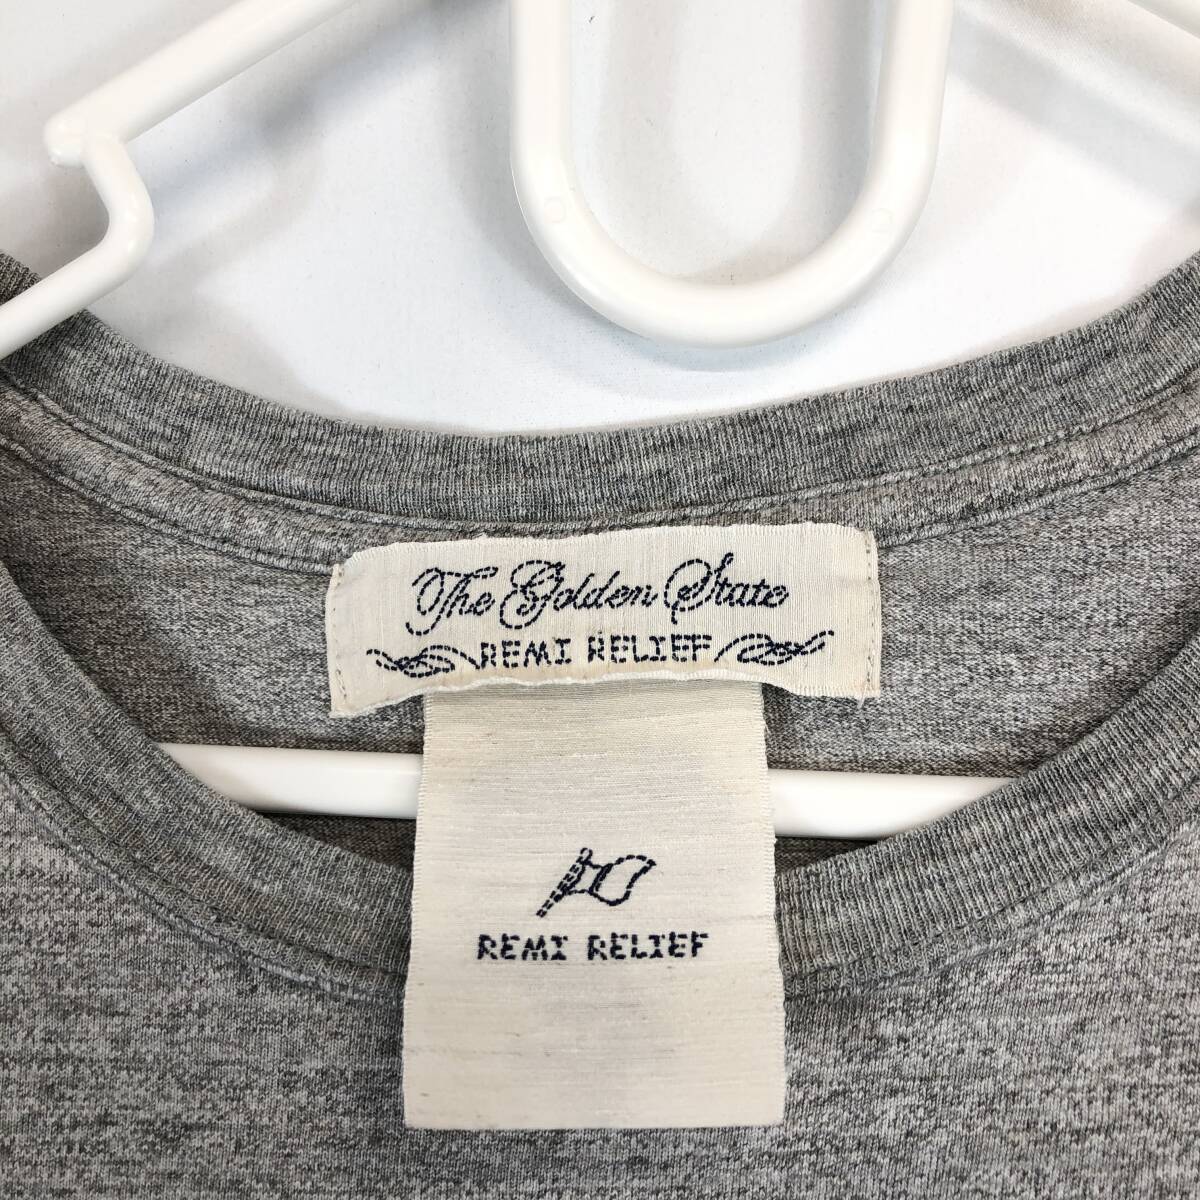 The Golden State
REMI RELIEF
REMI RELIEF